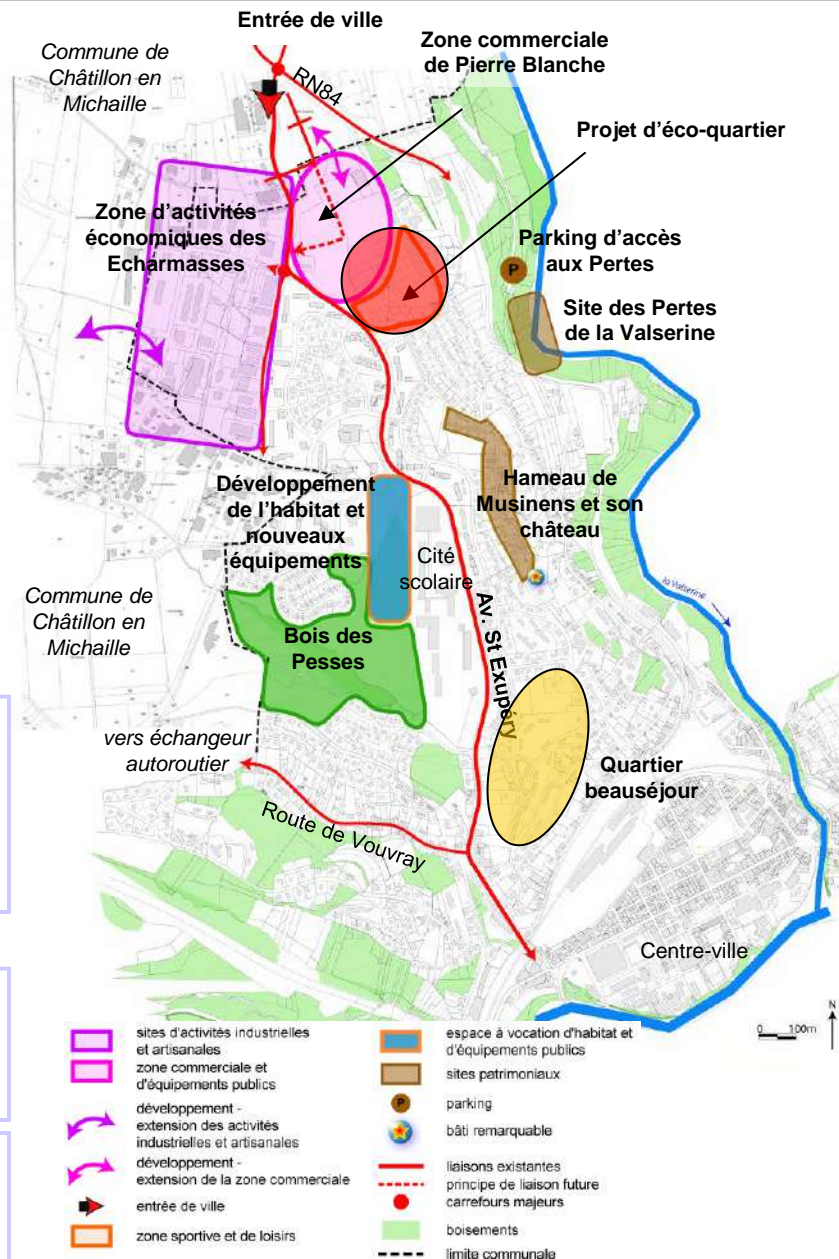 Entrée de ville
Commune de
Châtillon en
Michaille
Zone commerciale
de Pierre Blanche
RN84
Projet d'éco-quartier
Zone d'activités
économiques des
Echarmasses
Parking d'accès
aux Pertes
P
Site des Pertes
de la Valserine
Développement
de l'habitat et
nouveaux
équipements
Hameau de
Musinens et son
château
Cité
scolaire
Commune de
Châtillon en
Michaille
Bois des
Pesses
Av. St Exupéry
la Valserine
vers échangeur
autoroutier
Quartier
beauséjour
Route de Vouvray
Centre-ville
N
0 100m
sites d'activités industrielles
et artisanales
zone commerciale et
d'équipements publics
développement -
extension des activités
industrielles et artisanales
développement -
extension de la zone commerciale
entrée de ville
zone sportive et de loisirs
espace à vocation d'habitat et
d'équipements publics
sites patrimoniaux
P
parking
bâti remarquable
liaisons existantes
principe de liaison future
carrefours majeurs
boisements
limite communale